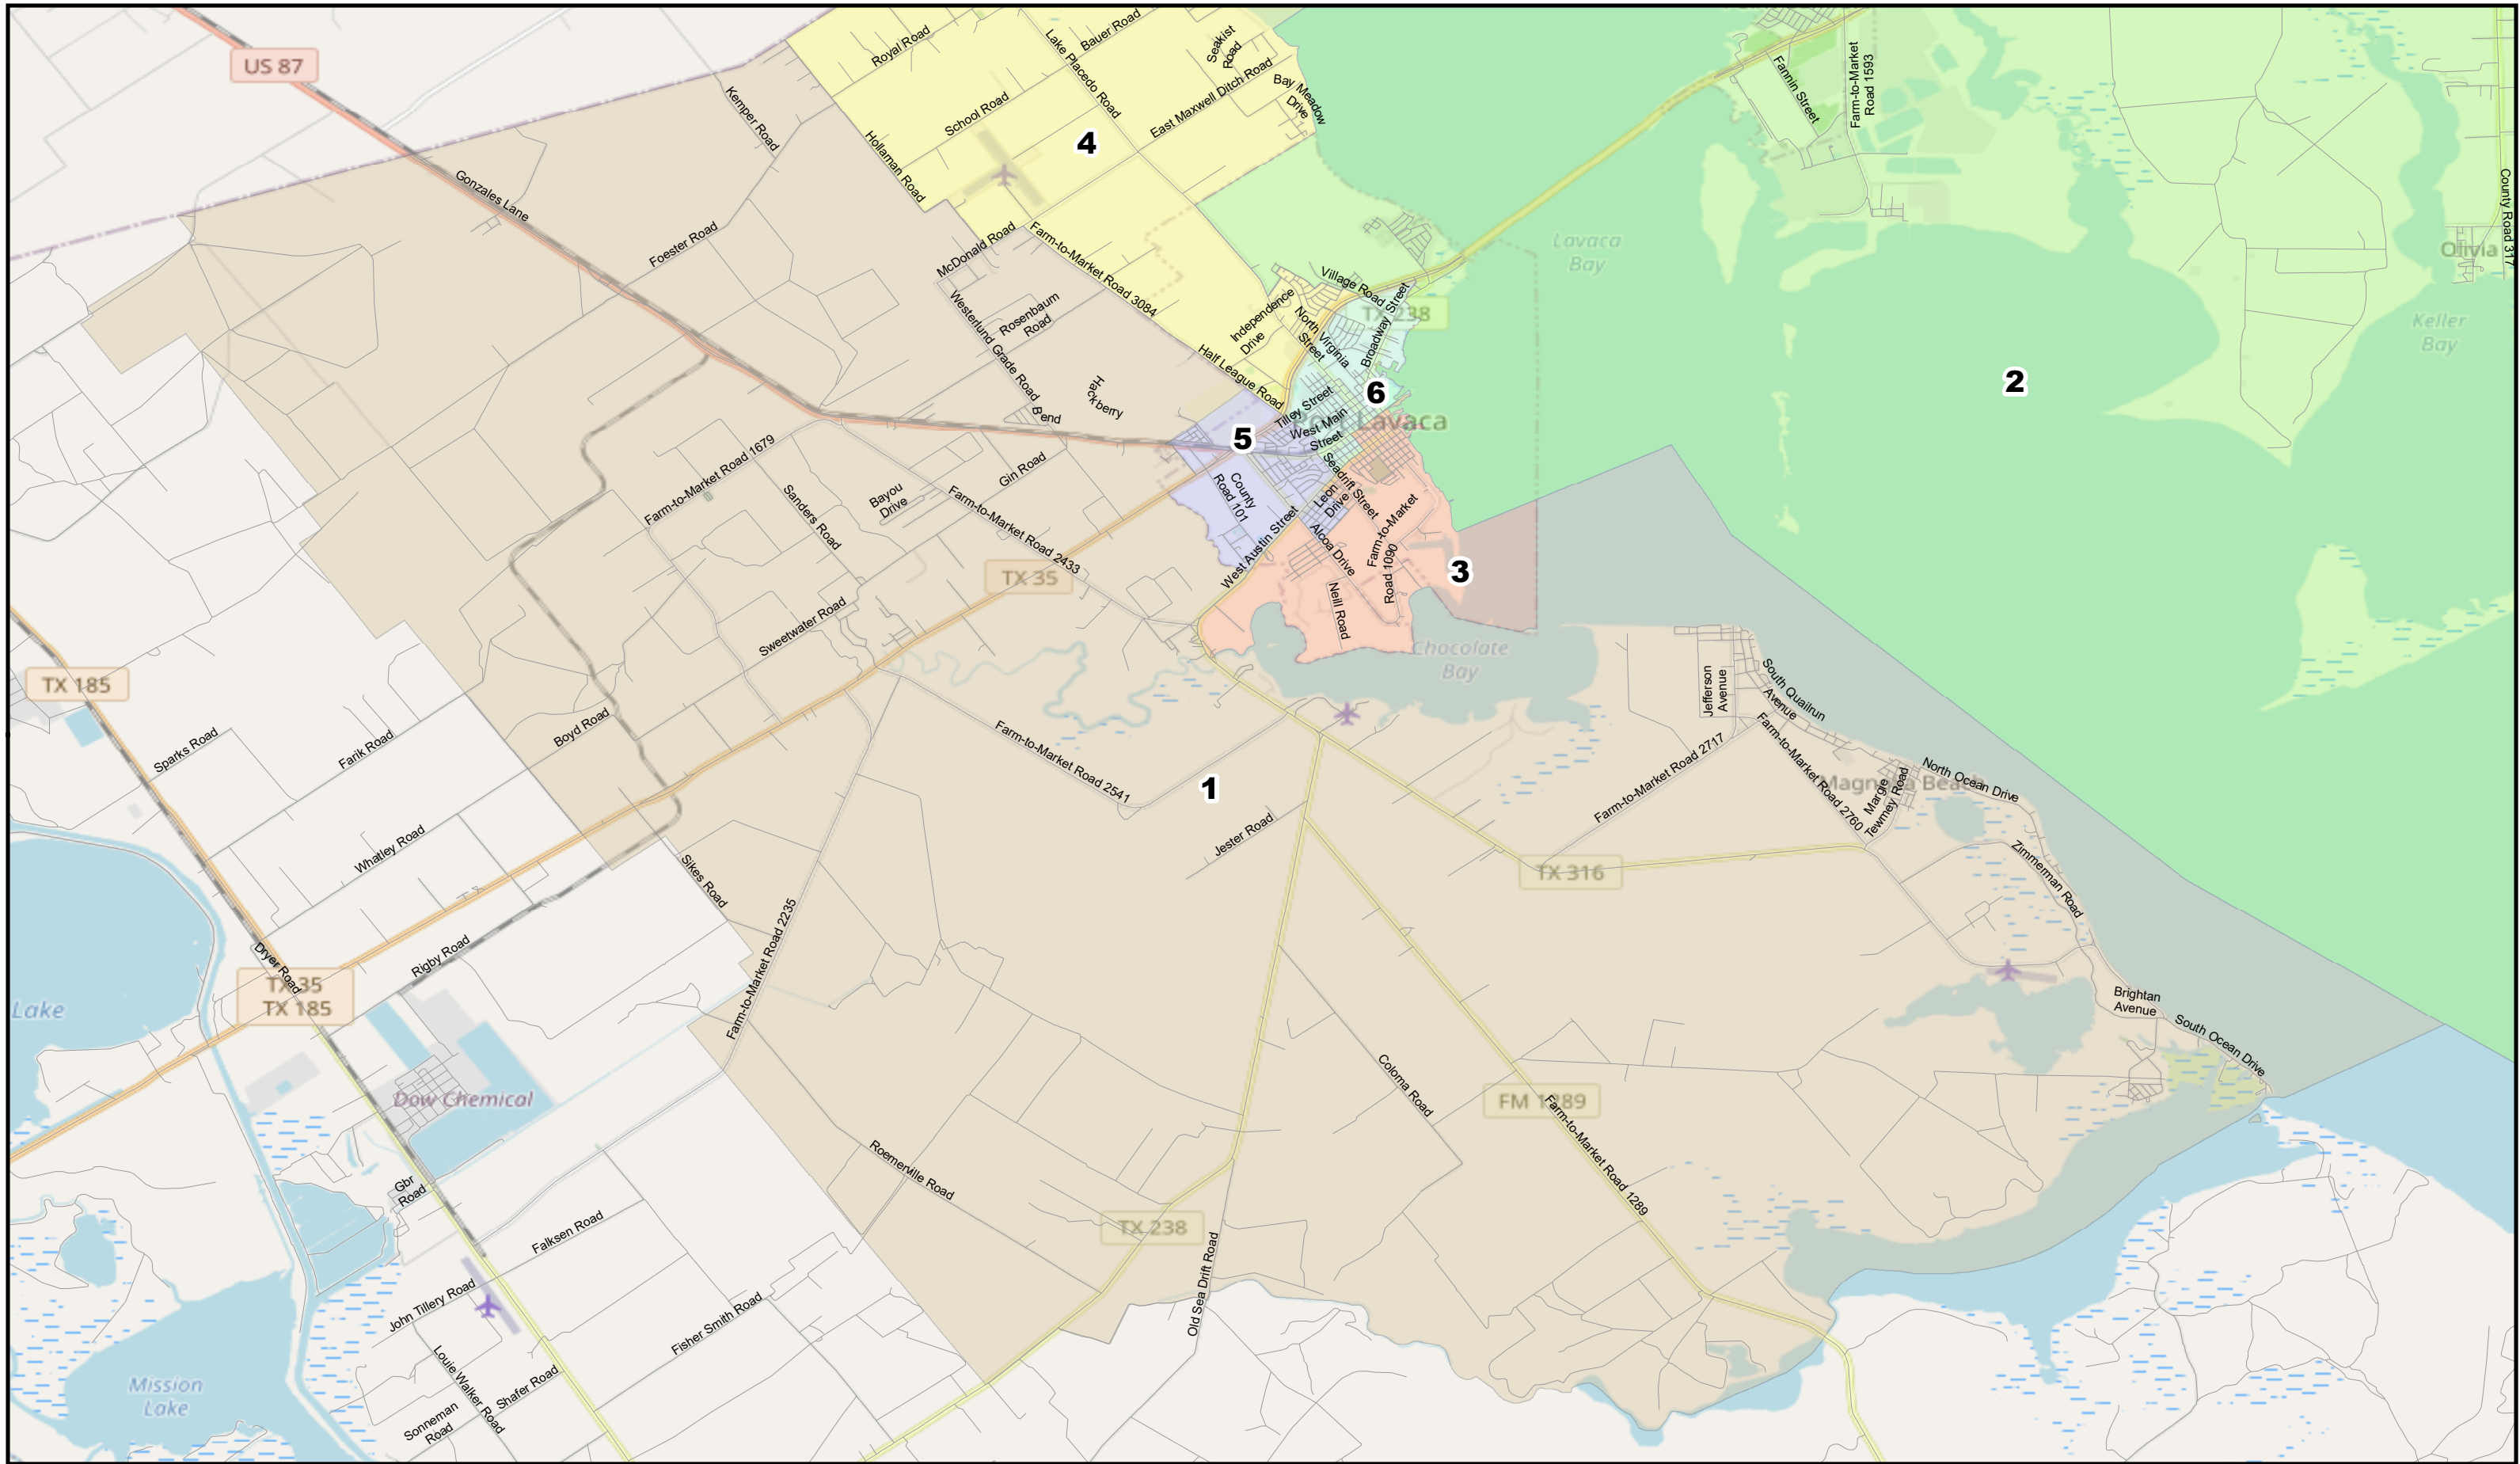 US 87
Royal Road
Bauer Road
Lake Placedo Road
Seakist
Road
Bay Meadow
Drive
East Maxwell Ditch Road
School Road
Kemper Road
Hollaman Road
4
Fannin Street
Farm-to-Market
Road 1593
County Road 317
Olivia
Keller
Bay
Lavaca
Bay
Gonzales Lane
Foester Road
McDonald Road
Farm-to-Market Road 3084
Westerlund Grade Road
Rosenbaum
Road
Village Road
Independence
Drive
North Virginia
Street
Broadway Street
TX 238
Half League Road
Hackberry
Bend
2
6
Tilley Street
West Main
Street
Port Lavaca
5
Farm-to-Market Road 1679
Gin Road
Sanders Road
Bayou
Drive
Farm-to-Market Road 2433
County
Road 101
Seadrift Street
Leon
Drive
West Austin Street
Alcoa Drive
Farm-to-Market
Road 1090
Neill Road
3
TX 35
Sweetwater Road
Chocolate
Bay
TX 185
Sparks Road
Farik Road
Boyd Road
Whatley Road
Farm-to-Market Road 2541
1
Jester Road
Jefferson
Avenue
South Quailrun
Avenue
Farm-to-Market Road 2717
Farm-to-Market Road 2760
Magnolia Beach
Margie
Tewmey Road
North Ocean Drive
Zimmerman Road
TX 316
Sikes Road
Farm-to-Market Road 2235
Dryer Road
Rigby Road
TX 35
TX 185
Lake
Dow Chemical
Brightan
Avenue
South Ocean Drive
Coloma Road
FM 1289
Farm-to-Market Road 1289
Roemerville Road
Gbr
Road
Falksen Road
TX 238
Old Sea Drift Road
John Tillery Road
Fisher Smith Road
Louie Walker Road
Shafer Road
Sonneman
Road
Mission
Lake